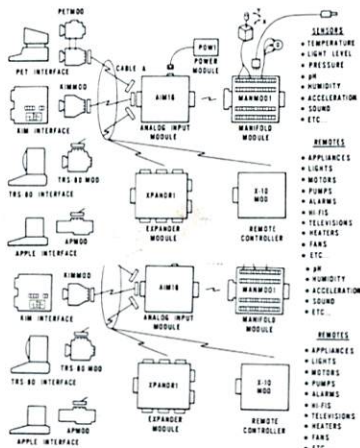 PETMOD
PET INTERFACE
KIMMOD
KIM INTERFACE
TRS-80 INTERFACE
TRS-80 MOD
APPLE INTERFACE
APMOD
CABLE A
POW1
POWER
MODULE
AIM16
ANALOG INPUT
MODULE
MANMOD1
MANIFOLD
MODULE
XPANDR1
EXPANDER
MODULE
X-10
MOD
REMOTE
CONTROLLER
SENSORS
• TEMPERATURE
• LIGHT LEVEL
• PRESSURE
• pH
• HUMIDITY
• ACCELERATION
• SOUND
• ETC...
REMOTES
• APPLIANCES
• LIGHTS
• MOTORS
• PUMPS
• ALARMS
• HI-FIS
• TELEVISIONS
• HEATERS
• FANS
• ETC...
KIMMOD
KIM INTERFACE
TRS-80 INTERFACE
TRS-80 MOD
APPLE INTERFACE
APMOD
AIM16
ANALOG INPUT
MODULE
MANMOD1
MANIFOLD
MODULE
XPANDR1
EXPANDER
MODULE
X-10
MOD
REMOTE
CONTROLLER
• pH
• HUMIDITY
• ACCELERATION
• SOUND
• ETC...
REMOTES
• APPLIANCES
• LIGHTS
• MOTORS
• PUMPS
• ALARMS
• HI-FIS
• TELEVISIONS
• HEATERS
• FANS